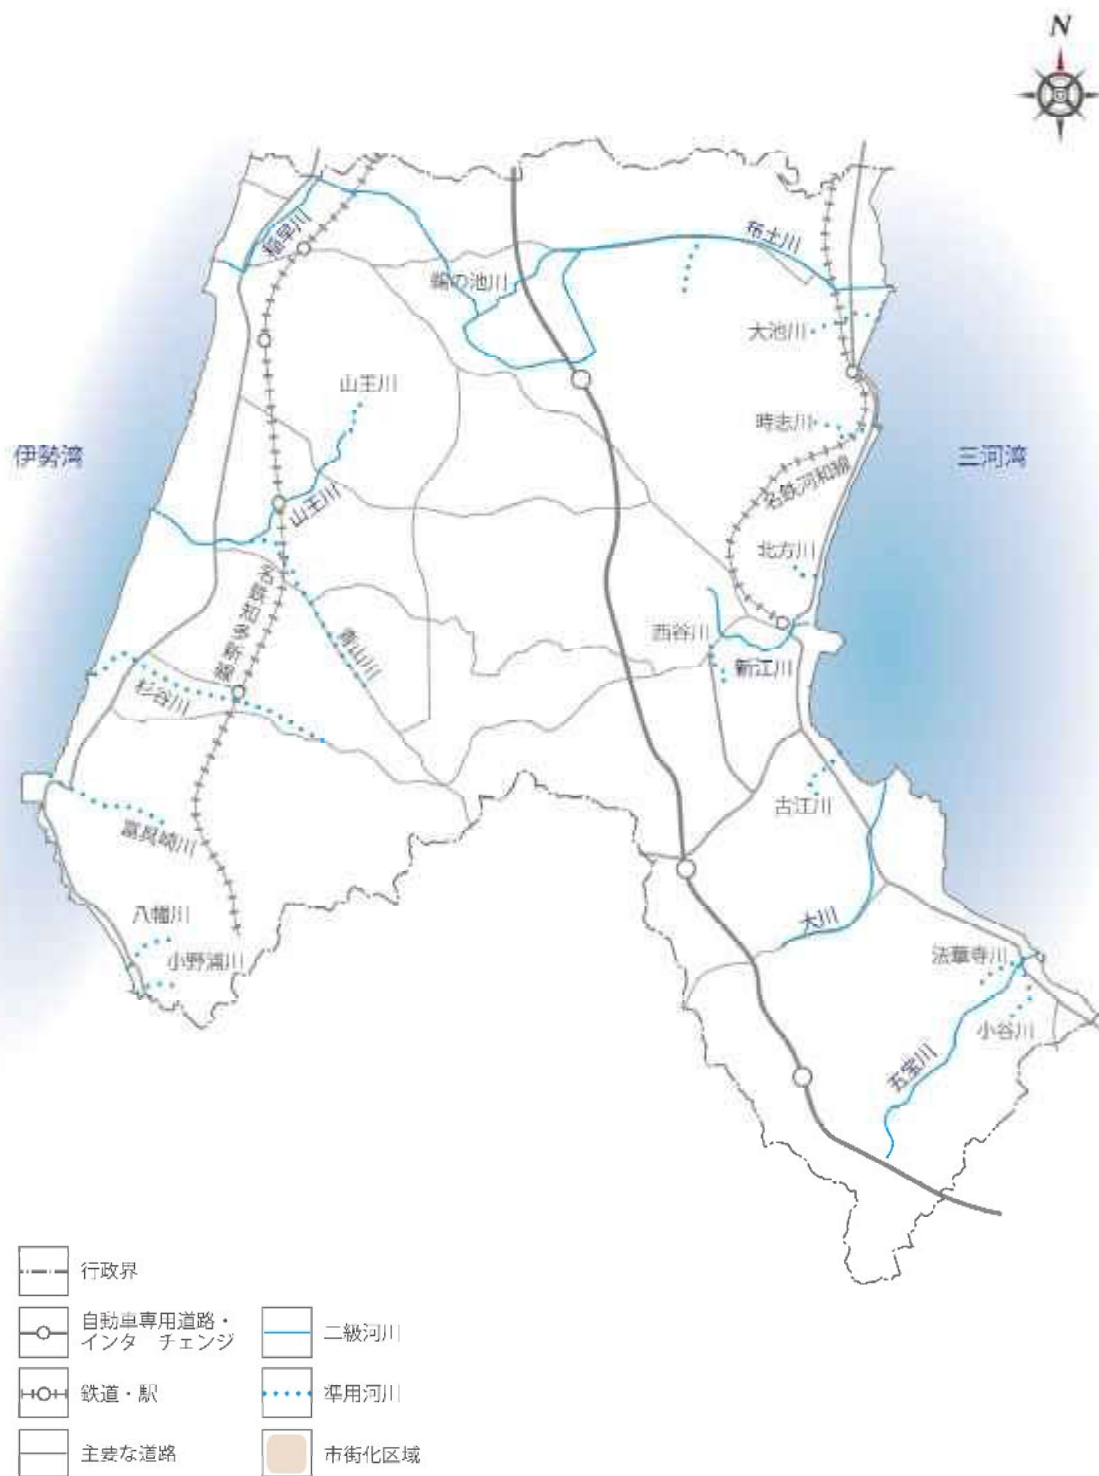 N
稲早川
鵜の池川
布土川
大池川
山王川
時志川
伊勢湾
三河湾
名鉄河和線
山王川
北方川
名鉄知多新線
西谷川
青山川
新江川
杉谷川
古江川
冨具崎川
八幡川
大川
小野浦川
法華寺川
小谷川
五宝川
行政界
自動車専用道路・
インターチェンジ
二級河川
鉄道・駅
準用河川
主要な道路
市街化区域